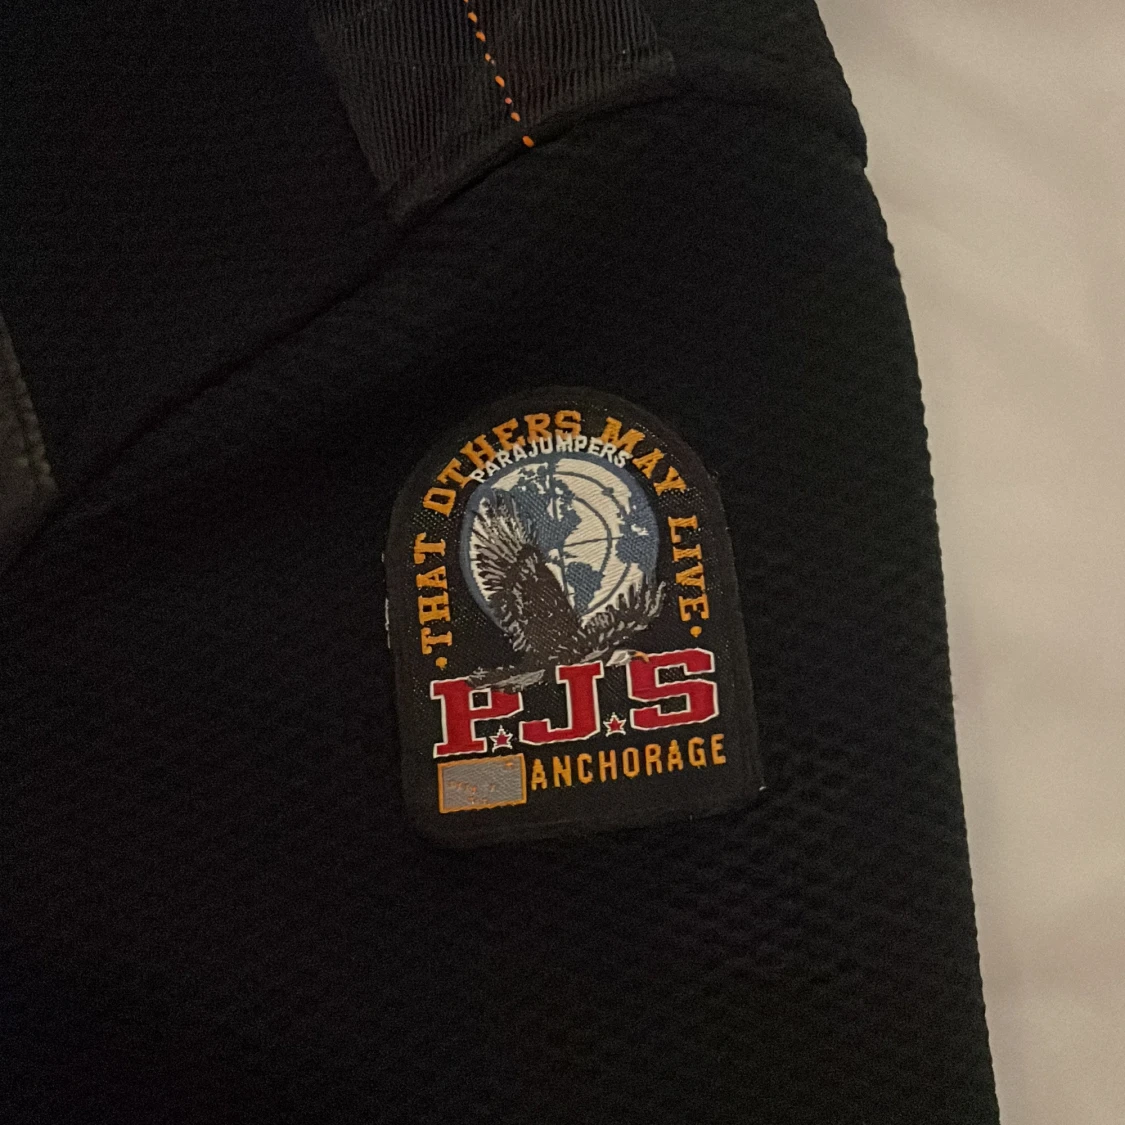 · THAT OTHERS MAY LIVE ·
PARAJUMPERS
P.J.S
ANCHORAGE